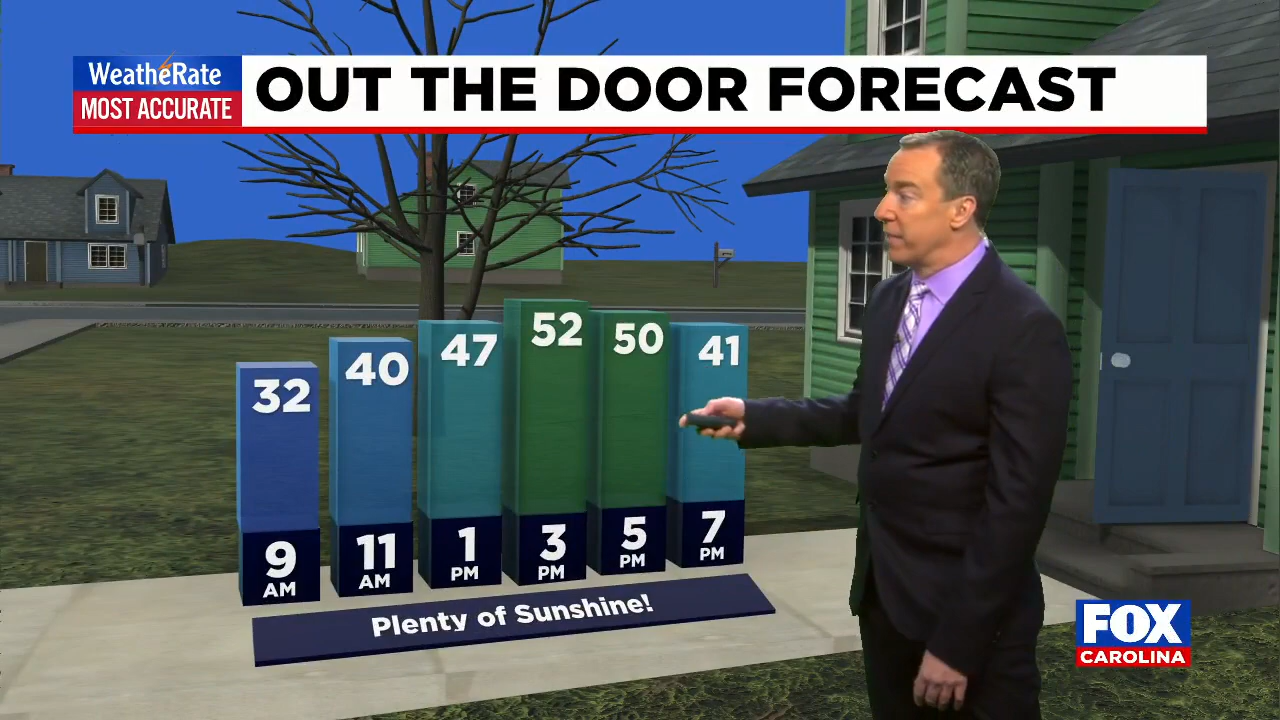 WeatheRate
MOST ACCURATE
OUT THE DOOR FORECAST
32
40
47
52
50
41
9
AM
11
AM
1
PM
3
PM
5
PM
7
PM
Plenty of Sunshine!
FOX
CAROLINA